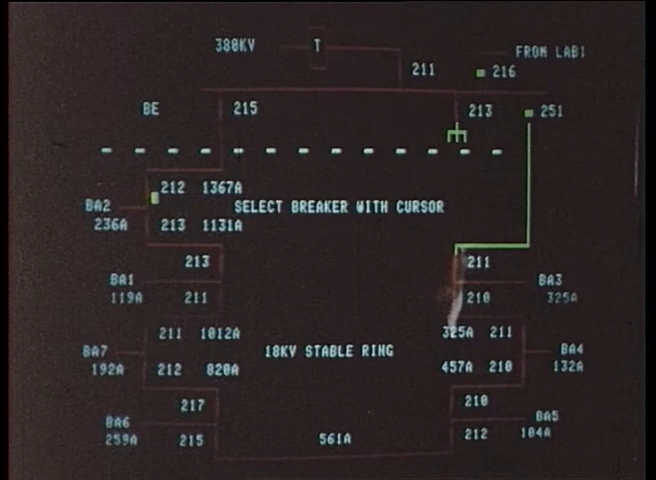 380KV T FROM LAB1
211 216
BE 215 213 251
212 1367A
BA2 SELECT BREAKER WITH CURSOR
236A 213 1131A
213 211
BA1 BA3
119A 211 210 325A
211 1012A 325A 211
BA7 18KV STABLE RING BA4
192A 212 820A 457A 210 132A
217 210
BA6 BA5
259A 215 561A 212 104A